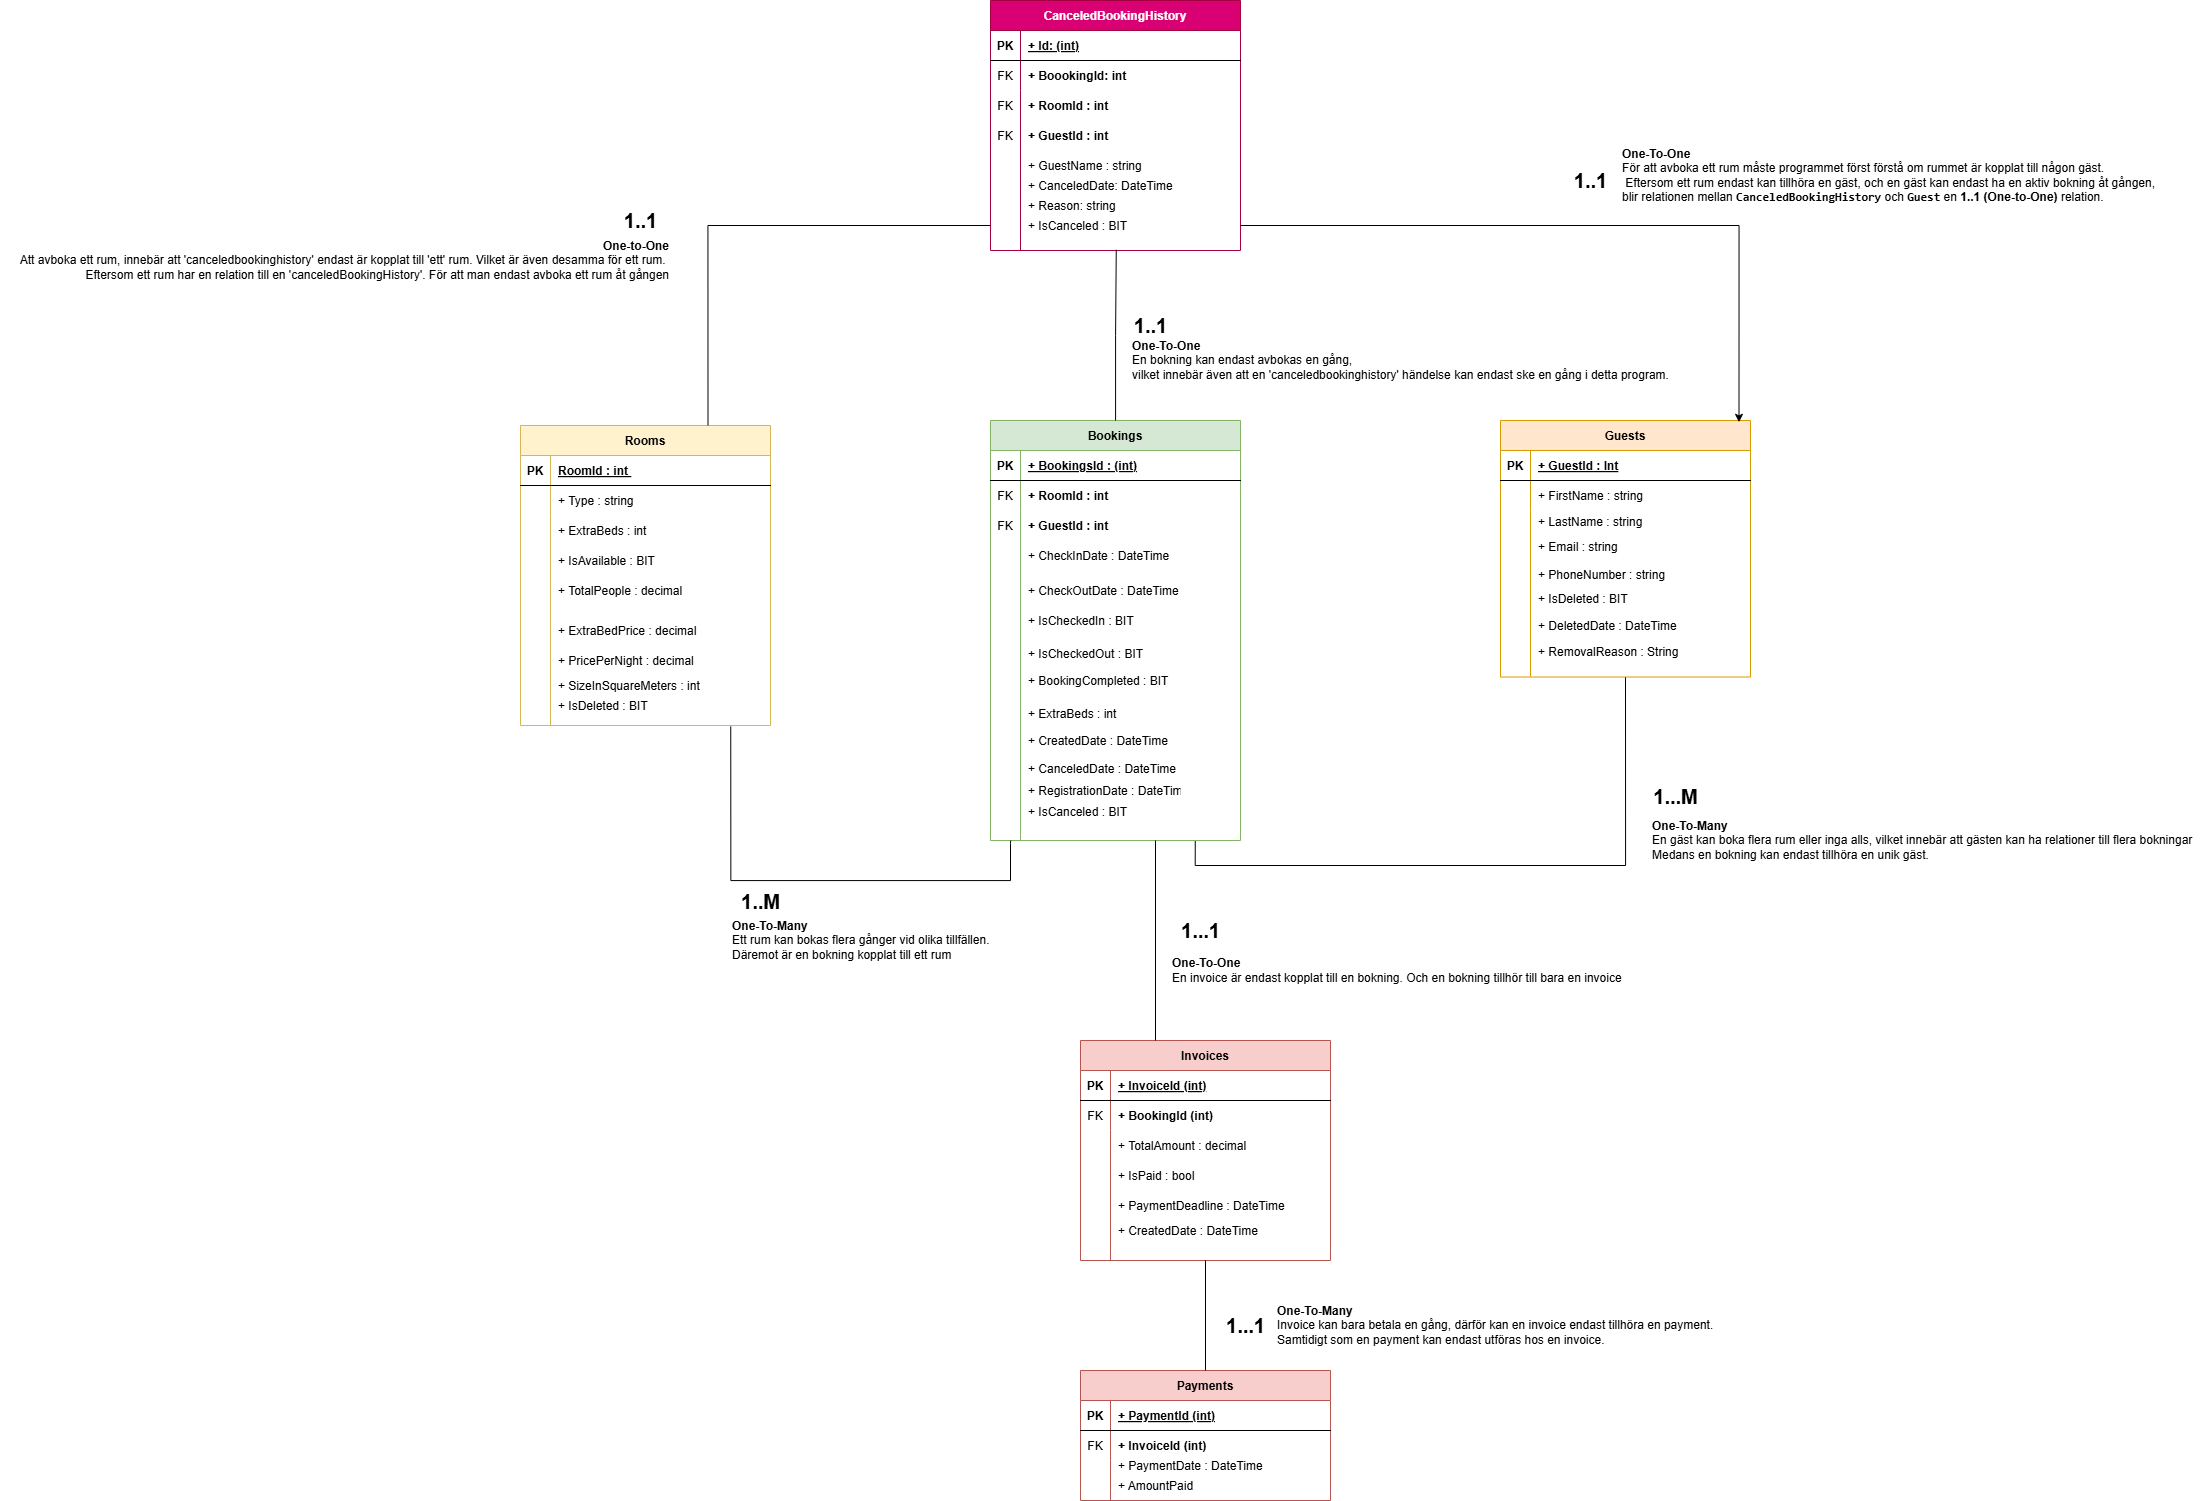 CanceledBookingHistory
PK + Id: (int)
FK + BoookingId: int
FK + RoomId : int
FK + GuestId : int
+ GuestName : string
+ CanceledDate: DateTime
+ Reason: string
+ IsCanceled : BIT
1..1
One-To-One
För att avboka ett rum måste programmet först förstå om rummet är kopplat till någon gäst.
Eftersom ett rum endast kan tillhöra en gäst, och en gäst kan endast ha en aktiv bokning åt gången,
blir relationen mellan CanceledBookingHistory och Guest en 1..1 (One-to-One) relation.
1..1
One-to-One
Att avboka ett rum, innebär att 'canceledbookinghistory' endast är kopplat till 'ett' rum. Vilket är även desamma för ett rum.
Eftersom ett rum har en relation till en 'canceledBookingHistory'. För att man endast avboka ett rum åt gången
1..1
One-To-One
En bokning kan endast avbokas en gång,
vilket innebär även att en 'canceledbookinghistory' händelse kan endast ske en gång i detta program.
Rooms
PK RoomId : int
+ Type : string
+ ExtraBeds : int
+ IsAvailable : BIT
+ TotalPeople : decimal
+ ExtraBedPrice : decimal
+ PricePerNight : decimal
+ SizeInSquareMeters : int
+ IsDeleted : BIT
Bookings
PK + BookingsId : (int)
FK + RoomId : int
FK + GuestId : int
+ CheckInDate : DateTime
+ CheckOutDate : DateTime
+ IsCheckedIn : BIT
+ IsCheckedOut : BIT
+ BookingCompleted : BIT
+ ExtraBeds : int
+ CreatedDate : DateTime
+ CanceledDate : DateTime
+ RegistrationDate : DateTim
+ IsCanceled : BIT
Guests
PK + GuestId : Int
+ FirstName : string
+ LastName : string
+ Email : string
+ PhoneNumber : string
+ IsDeleted : BIT
+ DeletedDate : DateTime
+ RemovalReason : String
1...M
One-To-Many
En gäst kan boka flera rum eller inga alls, vilket innebär att gästen kan ha relationer till flera bokningar
Medans en bokning kan endast tillhöra en unik gäst.
1..M
One-To-Many
Ett rum kan bokas flera gånger vid olika tillfällen.
Däremot är en bokning kopplat till ett rum
1...1
One-To-One
En invoice är endast kopplat till en bokning. Och en bokning tillhör till bara en invoice
Invoices
PK + InvoiceId (int)
FK + BookingId (int)
+ TotalAmount : decimal
+ IsPaid : bool
+ PaymentDeadline : DateTime
+ CreatedDate : DateTime
1...1
One-To-Many
Invoice kan bara betala en gång, därför kan en invoice endast tillhöra en payment.
Samtidigt som en payment kan endast utföras hos en invoice.
Payments
PK + PaymentId (int)
FK + InvoiceId (int)
+ PaymentDate : DateTime
+ AmountPaid